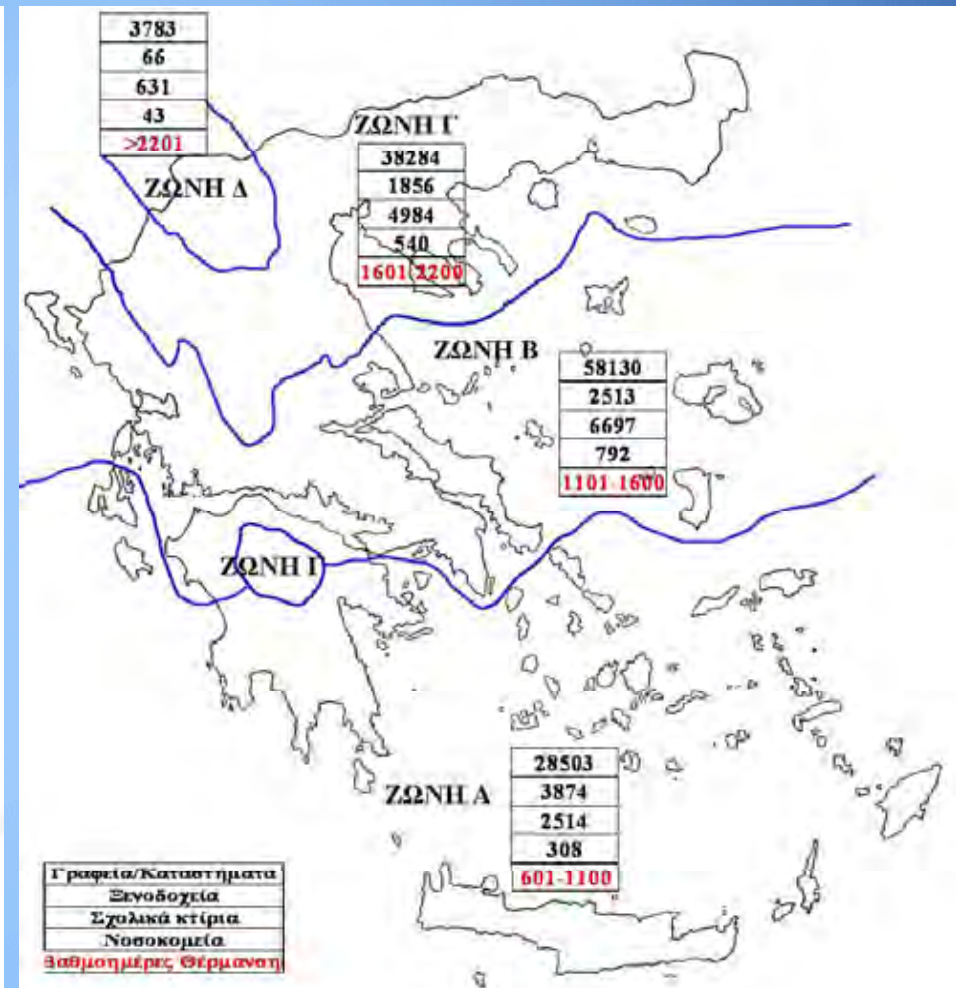 3783
66
631
43
>2201
ΖΩΝΗ Δ
ΖΩΝΗ Γ
38284
1856
4984
540
1601-2200
ΖΩΝΗ Β
58130
2513
6697
792
1101-1600
ΖΩΝΗ Γ
ΖΩΝΗ Α
28503
3874
2514
308
601-1100
Γραφεία/Καταστήματα
Ξενοδοχεία
Σχολικά κτίρια
Νοσοκομεία
Βαθμοημέρες Θέρμανση